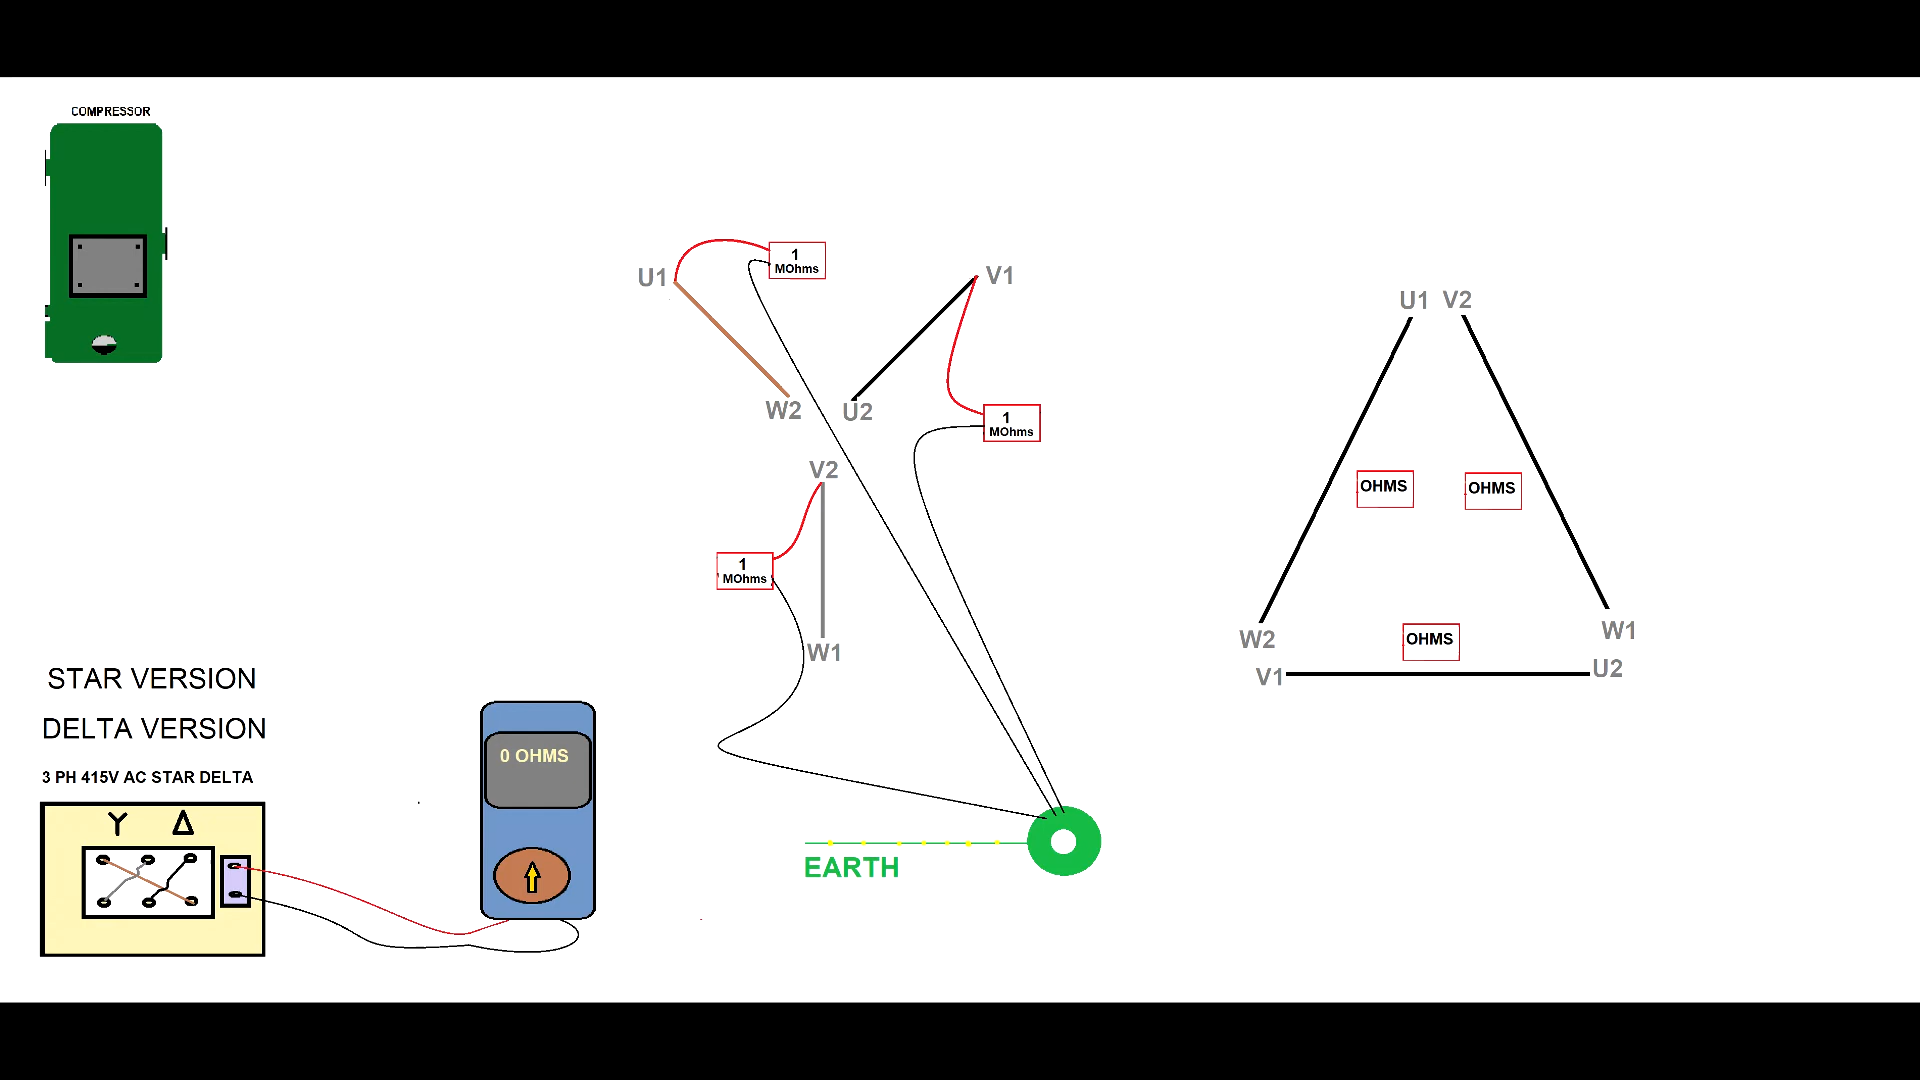 COMPRESSOR
1
MOhms
U1
V1
U1 V2
W2
U2
1
MOhms
V2
OHMS
OHMS
1
MOhms
W1
W2
W1
OHMS
V1
U2
STAR VERSION
DELTA VERSION
3 PH 415V AC STAR DELTA
0 OHMS
Y Δ
EARTH